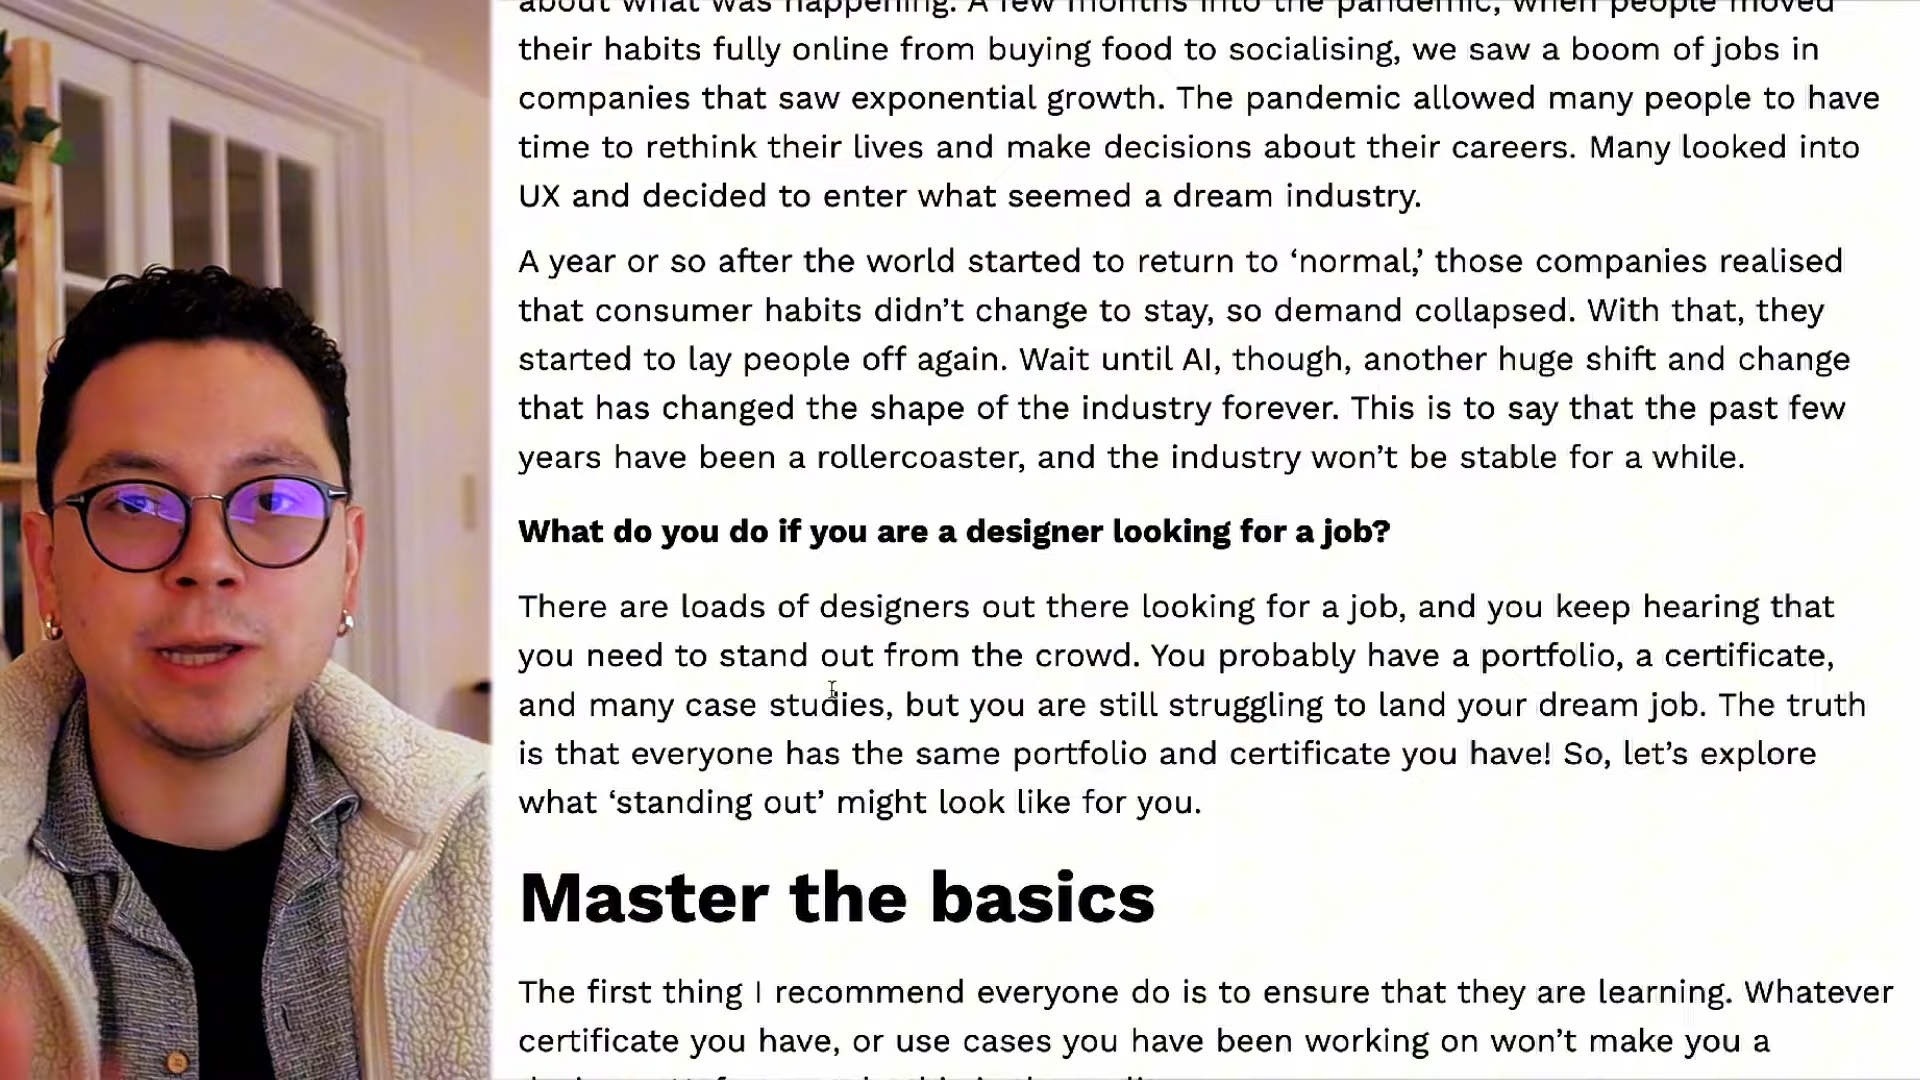 about what was happening. A few months into the pandemic, when people moved
their habits fully online from buying food to socialising, we saw a boom of jobs in
companies that saw exponential growth. The pandemic allowed many people to have
time to rethink their lives and make decisions about their careers. Many looked into
UX and decided to enter what seemed a dream industry.
A year or so after the world started to return to ‘normal,’ those companies realised
that consumer habits didn’t change to stay, so demand collapsed. With that, they
started to lay people off again. Wait until AI, though, another huge shift and change
that has changed the shape of the industry forever. This is to say that the past few
years have been a rollercoaster, and the industry won’t be stable for a while.
What do you do if you are a designer looking for a job?
There are loads of designers out there looking for a job, and you keep hearing that
you need to stand out from the crowd. You probably have a portfolio, a certificate,
and many case studies, but you are still struggling to land your dream job. The truth
is that everyone has the same portfolio and certificate you have! So, let’s explore
what ‘standing out’ might look like for you.
Master the basics
The first thing I recommend everyone do is to ensure that they are learning. Whatever
certificate you have, or use cases you have been working on won’t make you a